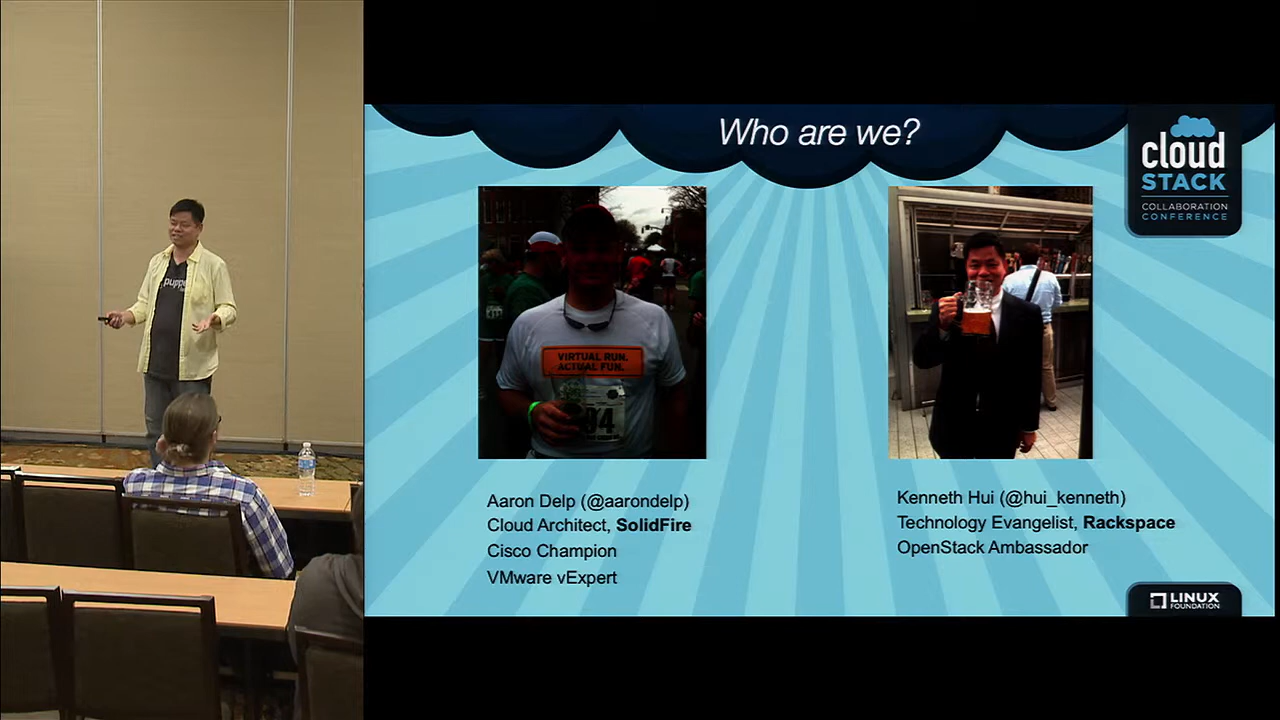 Who are we?
cloud
STACK
COLLABORATION
CONFERENCE
VIRTUAL RUN.
ACTUAL FUN.
94
Aaron Delp (@aarondelp)
Cloud Architect, SolidFire
Cisco Champion
VMware vExpert
Kenneth Hui (@hui_kenneth)
Technology Evangelist, Rackspace
OpenStack Ambassador
LINUX
FOUNDATION